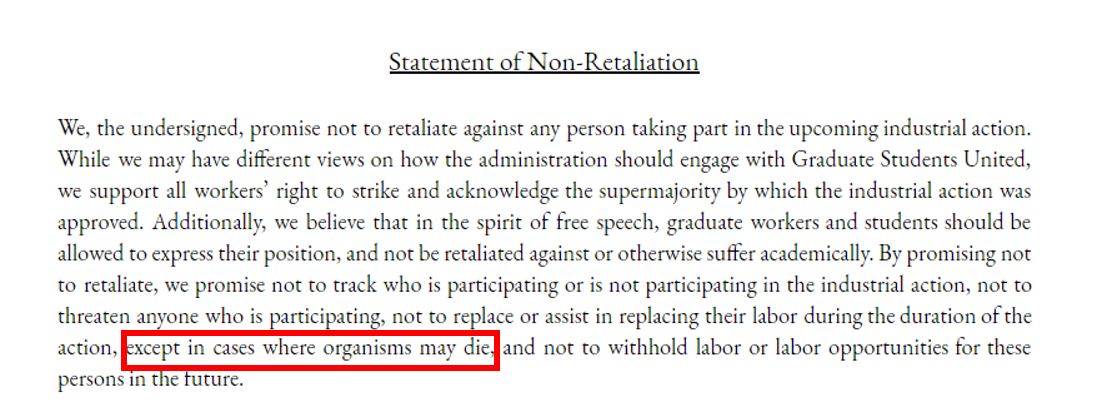 Statement of Non-Retaliation
We, the undersigned, promise not to retaliate against any person taking part in the upcoming industrial action.
While we may have different views on how the administration should engage with Graduate Students United,
we support all workers’ right to strike and acknowledge the supermajority by which the industrial action was
approved. Additionally, we believe that in the spirit of free speech, graduate workers and students should be
allowed to express their position, and not be retaliated against or otherwise suffer academically. By promising not
to retaliate, we promise not to track who is participating or is not participating in the industrial action, not to
threaten anyone who is participating, not to replace or assist in replacing their labor during the duration of the
action, except in cases where organisms may die, and not to withhold labor or labor opportunities for these
persons in the future.